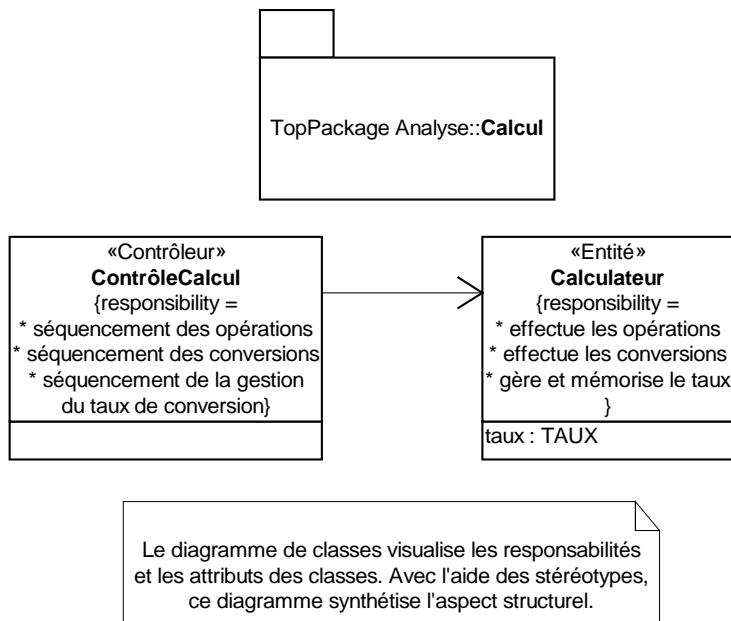 TopPackage Analyse::Calcul
«Contrôleur»
ContrôleCalcul
{responsibility =
* séquencement des opérations
* séquencement des conversions
* séquencement de la gestion
du taux de conversion}
«Entité»
Calculateur
{responsibility =
* effectue les opérations
* effectue les conversions
* gère et mémorise le taux
}
taux : TAUX
Le diagramme de classes visualise les responsabilités
et les attributs des classes. Avec l'aide des stéréotypes,
ce diagramme synthétise l'aspect structurel.